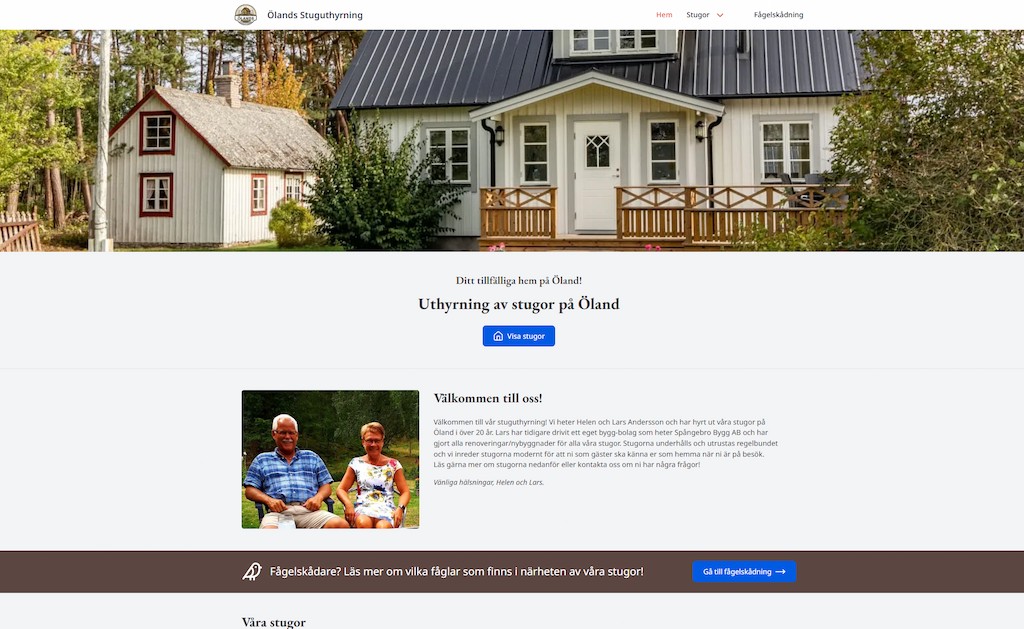 ÖLANDS
Ölands Stuguthyrning
Hem
Stugor
Fågelskådning
Ditt tillfälliga hem på Öland!
Uthyrning av stugor på Öland
Visa stugor
Välkommen till oss!
Välkommen till vår stuguthyrning! Vi heter Helen och Lars Andersson och har hyrt ut våra stugor på
Öland i över 20 år. Lars har tidigare drivit ett eget bygg-bolag som heter Spångebro Bygg AB och har
gjort alla renoveringar/nybyggnader för alla våra stugor. Stugorna underhålls och utrustas regelbundet
och vi inreder stugorna modernt för att ni som gäster ska känna er som hemma när ni är på besök.
Läs gärna mer om stugorna nedanför eller kontakta oss om ni har några frågor!
Vänliga hälsningar, Helen och Lars.
Fågelskådare? Läs mer om vilka fåglar som finns i närheten av våra stugor!
Gå till fågelskådning
Våra stugor